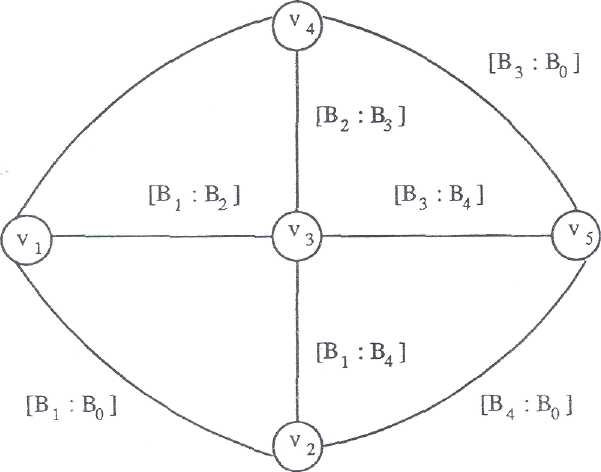 v4
[B3 : B0]
[B2 : B3]
[B1 : B2]
[B3 : B4]
v1
v3
v5
[B1 : B4]
[B1 : B0]
[B4 : B0]
v2